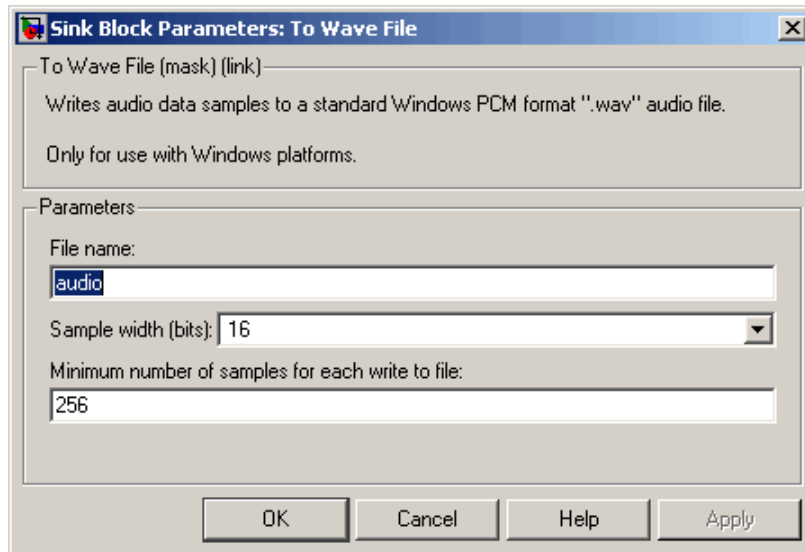 Sink Block Parameters: To Wave File
To Wave File (mask) (link)
Writes audio data samples to a standard Windows PCM format ".wav" audio file.
Only for use with Windows platforms.
Parameters
File name:
audio
Sample width (bits): 16
Minimum number of samples for each write to file:
256
OK Cancel Help Apply